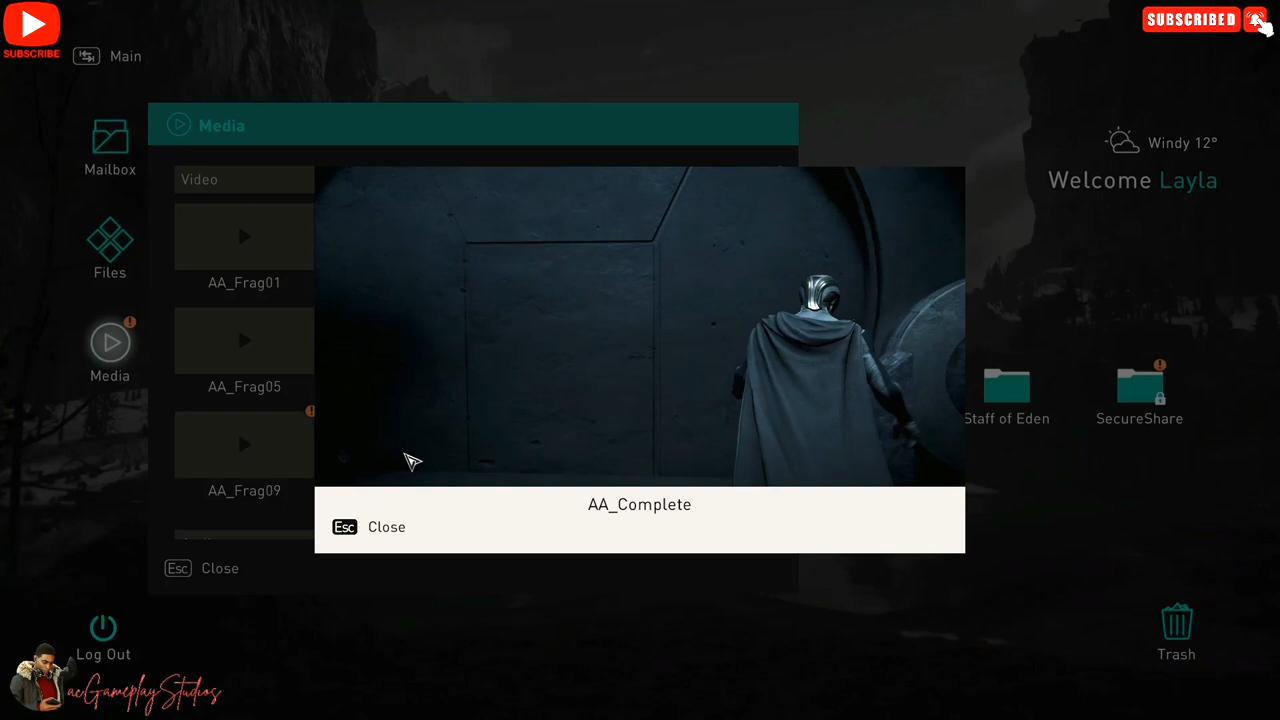 SUBSCRIBE
SUBSCRIBED
Main
Media
Mailbox
Video
Windy 12°
Welcome Layla
Files
AA_Frag01
Media
AA_Frag05
Staff of Eden
SecureShare
AA_Frag09
AA_Complete
Esc Close
Esc Close
Log Out
Trash
acGameplayStudios